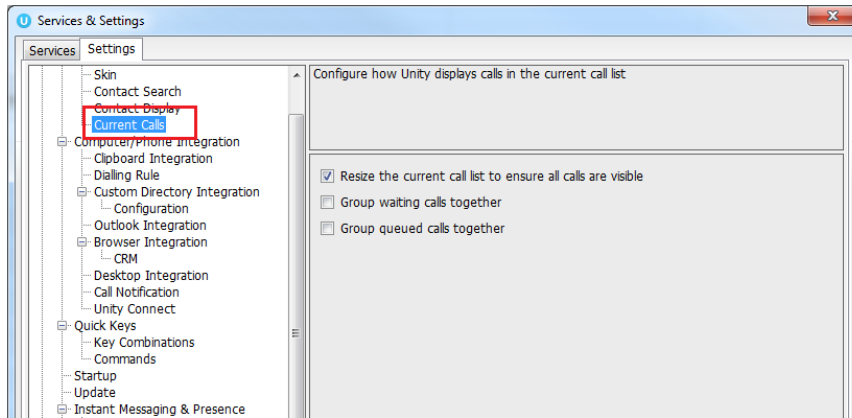 Services & Settings
Services
Settings
Skin
Contact Search
Contact Display
Current Calls
Computer/Phone Integration
Clipboard Integration
Dialling Rule
Custom Directory Integration
Configuration
Outlook Integration
Browser Integration
CRM
Desktop Integration
Call Notification
Unity Connect
Quick Keys
Key Combinations
Commands
Startup
Update
Instant Messaging & Presence
Configure how Unity displays calls in the current call list
Resize the current call list to ensure all calls are visible
Group waiting calls together
Group queued calls together